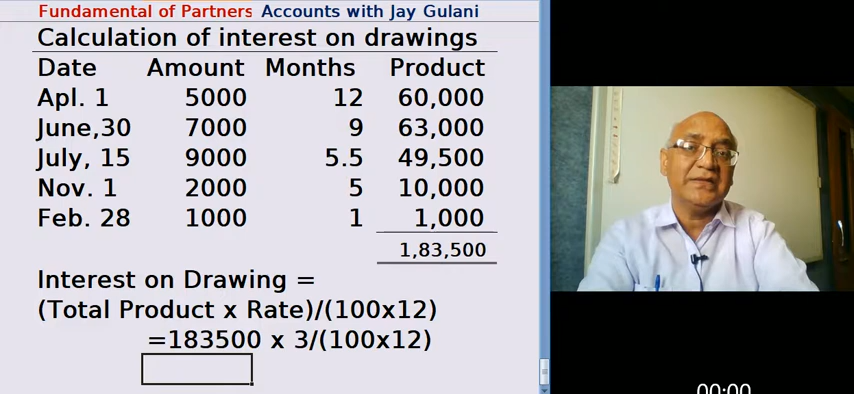 Fundamental of Partners Accounts with Jay Gulani
Calculation of interest on drawings
Date Amount Months Product
Apl. 1 5000 12 60,000
June,30 7000 9 63,000
July, 15 9000 5.5 49,500
Nov. 1 2000 5 10,000
Feb. 28 1000 1 1,000
1,83,500
Interest on Drawing =
(Total Product x Rate)/(100x12)
=183500 x 3/(100x12)
00:00